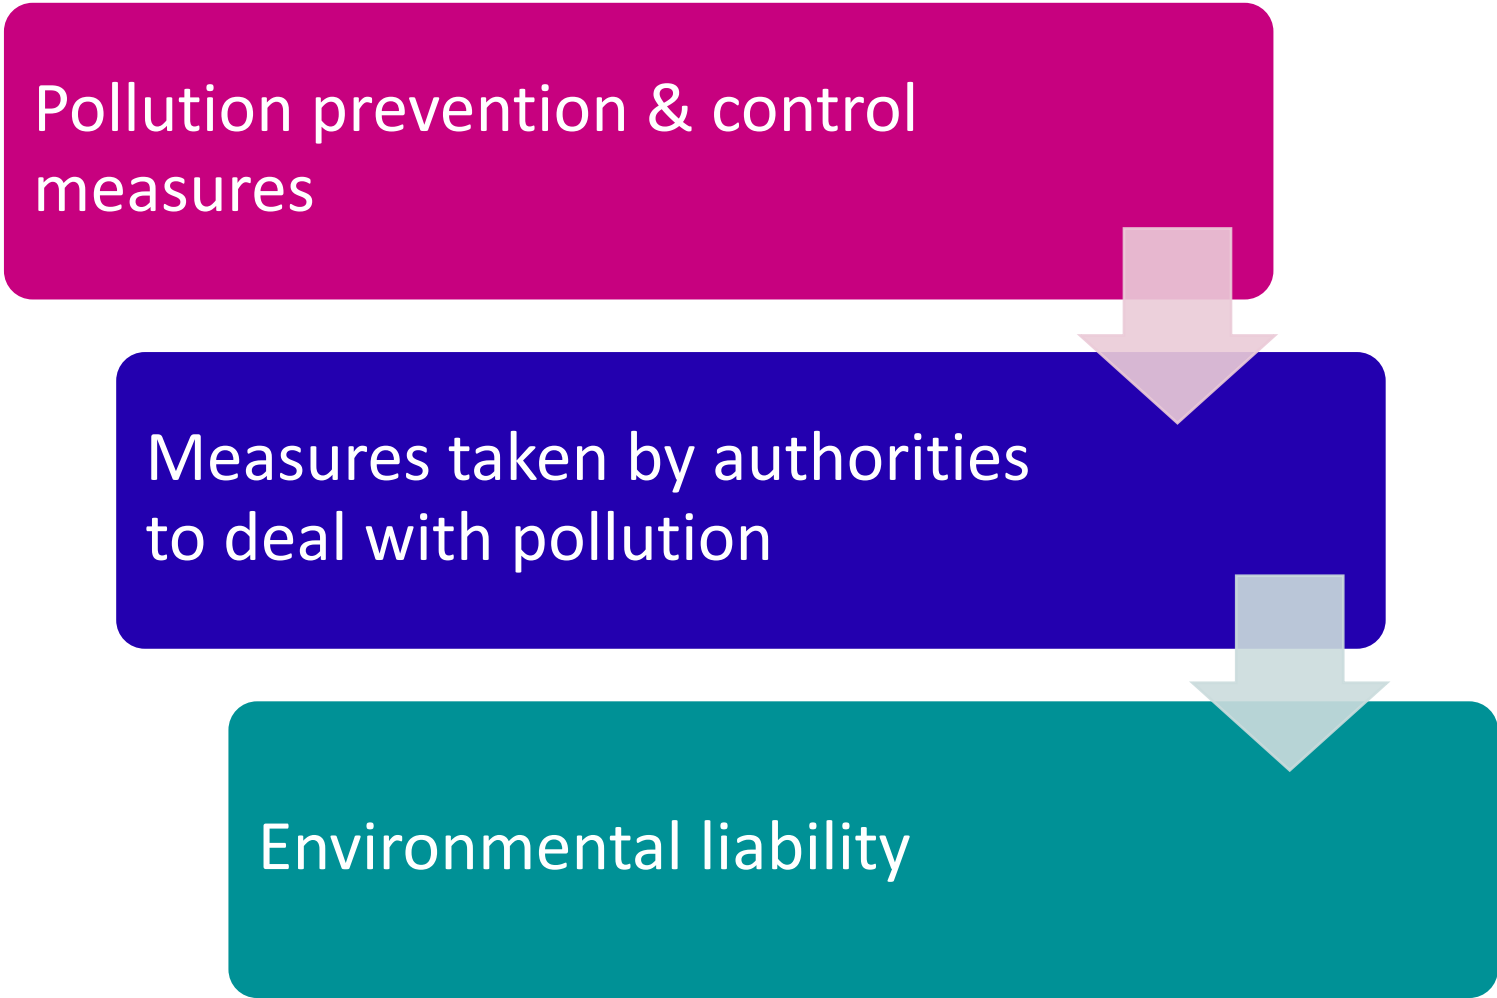 Pollution prevention & control
measures
Measures taken by authorities
to deal with pollution
Environmental liability